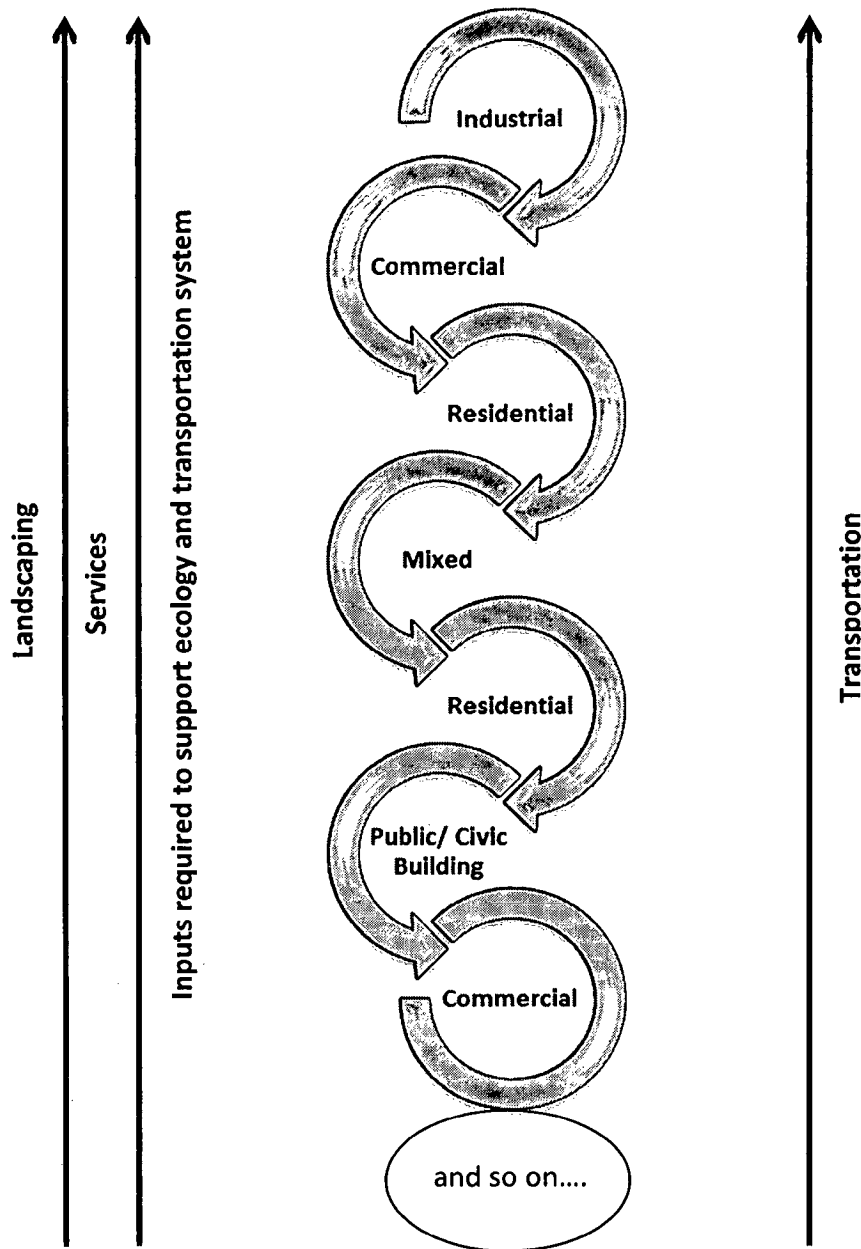 Landscaping
Services
Inputs required to support ecology and transportation system
Industrial
Commercial
Residential
Mixed
Residential
Public/ Civic
Building
Commercial
and so on....
Transportation